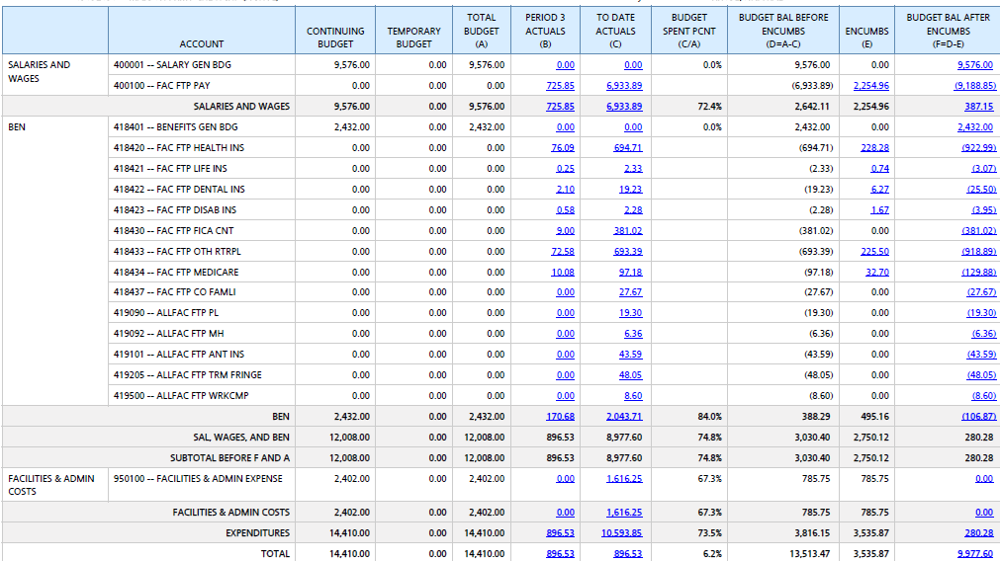 ACCOUNT CONTINUING BUDGET TEMPORARY BUDGET TOTAL BUDGET (A) PERIOD 3 ACTUALS (B) TO DATE ACTUALS (C) BUDGET SPENT PCNT (C/A) BUDGET BAL BEFORE ENCUMBS (D=A-C) ENCUMBS (E) BUDGET BAL AFTER ENCUMBS (F=D-E)
SALARIES AND WAGES 400001 -- SALARY GEN BDG 9,576.00 0.00 9,576.00 0.00 0.00 0.0% 9,576.00 0.00 9,576.00
400100 -- FAC FTP PAY 0.00 0.00 0.00 725.85 6,933.89 (6,933.89) 2,254.96 (9,188.85)
SALARIES AND WAGES 9,576.00 0.00 9,576.00 725.85 6,933.89 72.4% 2,642.11 2,254.96 387.15
BEN 418401 -- BENEFITS GEN BDG 2,432.00 0.00 2,432.00 0.00 0.00 0.0% 2,432.00 0.00 2,432.00
418420 -- FAC FTP HEALTH INS 0.00 0.00 0.00 76.09 694.71 (694.71) 228.28 (922.99)
418421 -- FAC FTP LIFE INS 0.00 0.00 0.00 0.25 2.33 (2.33) 0.74 (3.07)
418422 -- FAC FTP DENTAL INS 0.00 0.00 0.00 2.10 19.23 (19.23) 6.27 (25.50)
418423 -- FAC FTP DISAB INS 0.00 0.00 0.00 0.58 2.28 (2.28) 1.67 (3.95)
418430 -- FAC FTP FICA CNT 0.00 0.00 0.00 9.00 381.02 (381.02) 0.00 (381.02)
418433 -- FAC FTP OTH RTRPL 0.00 0.00 0.00 72.58 693.39 (693.39) 225.50 (918.89)
418434 -- FAC FTP MEDICARE 0.00 0.00 0.00 10.08 97.18 (97.18) 32.70 (129.88)
418437 -- FAC FTP CO FAMLI 0.00 0.00 0.00 0.00 27.67 (27.67) 0.00 (27.67)
419090 -- ALLFAC FTP PL 0.00 0.00 0.00 0.00 19.30 (19.30) 0.00 (19.30)
419092 -- ALLFAC FTP MH 0.00 0.00 0.00 0.00 6.36 (6.36) 0.00 (6.36)
419101 -- ALLFAC FTP ANT INS 0.00 0.00 0.00 0.00 43.59 (43.59) 0.00 (43.59)
419205 -- ALLFAC FTP TRM FRINGE 0.00 0.00 0.00 0.00 48.05 (48.05) 0.00 (48.05)
419500 -- ALLFAC FTP WRKCMP 0.00 0.00 0.00 0.00 8.60 (8.60) 0.00 (8.60)
BEN 2,432.00 0.00 2,432.00 170.68 2,043.71 84.0% 388.29 495.16 (106.87)
SAL, WAGES, AND BEN 12,008.00 0.00 12,008.00 896.53 8,977.60 74.8% 3,030.40 2,750.12 280.28
SUBTOTAL BEFORE F AND A 12,008.00 0.00 12,008.00 896.53 8,977.60 74.8% 3,030.40 2,750.12 280.28
FACILITIES & ADMIN COSTS 950100 -- FACILITIES & ADMIN EXPENSE 2,402.00 0.00 2,402.00 0.00 1,616.25 67.3% 785.75 785.75 0.00
FACILITIES & ADMIN COSTS 2,402.00 0.00 2,402.00 0.00 1,616.25 67.3% 785.75 785.75 0.00
EXPENDITURES 14,410.00 0.00 14,410.00 896.53 10,593.85 73.5% 3,816.15 3,535.87 280.28
TOTAL 14,410.00 0.00 14,410.00 896.53 896.53 6.2% 13,513.47 3,535.87 9,977.60